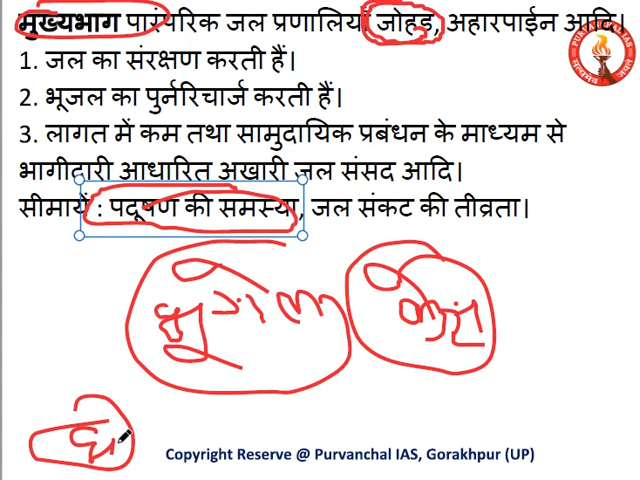 मुख्यभाग पारंपरिक जल प्रणालियाँ जोहड़, अहारपाईन आदि।
1. जल का संरक्षण करती हैं।
2. भूजल का पुर्नरिचार्ज करती हैं।
3. लागत में कम तथा सामुदायिक प्रबंधन के माध्यम से
भागीदारी आधारित अखारी जल संसद आदि।
सीमायें : पदूषण की समस्या, जल संकट की तीव्रता।
Copyright Reserve @ Purvanchal IAS, Gorakhpur (UP)